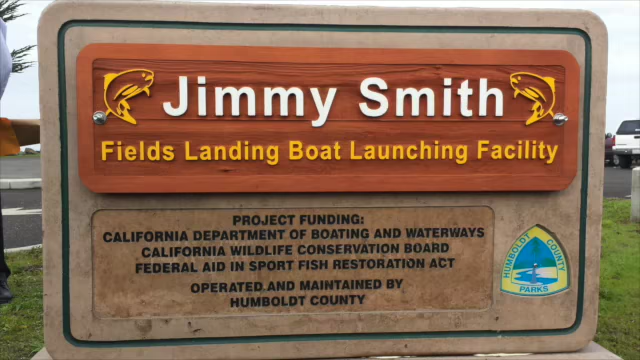 Jimmy Smith
Fields Landing Boat Launching Facility
PROJECT FUNDING:
CALIFORNIA DEPARTMENT OF BOATING AND WATERWAYS
CALIFORNIA WILDLIFE CONSERVATION BOARD
FEDERAL AID IN SPORT FISH RESTORATION ACT
OPERATED AND MAINTAINED BY
HUMBOLDT COUNTY
HUMBOLDT COUNTY
PARKS